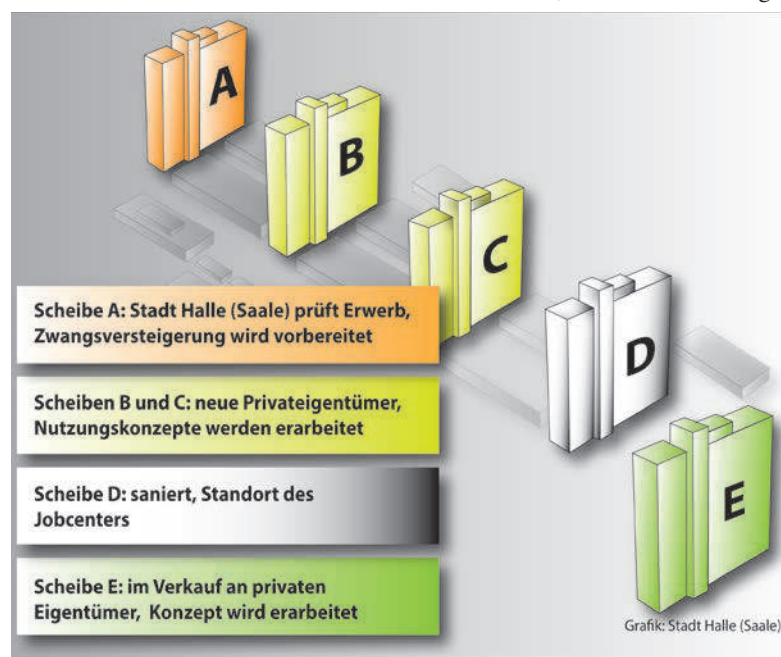 A
B
C
D
E
Scheibe A: Stadt Halle (Saale) prüft Erwerb,
Zwangsversteigerung wird vorbereitet
Scheiben B und C: neue Privateigentümer,
Nutzungskonzepte werden erarbeitet
Scheibe D: saniert, Standort des
Jobcenters
Scheibe E: im Verkauf an privaten
Eigentümer, Konzept wird erarbeitet
Grafik: Stadt Halle (Saale)